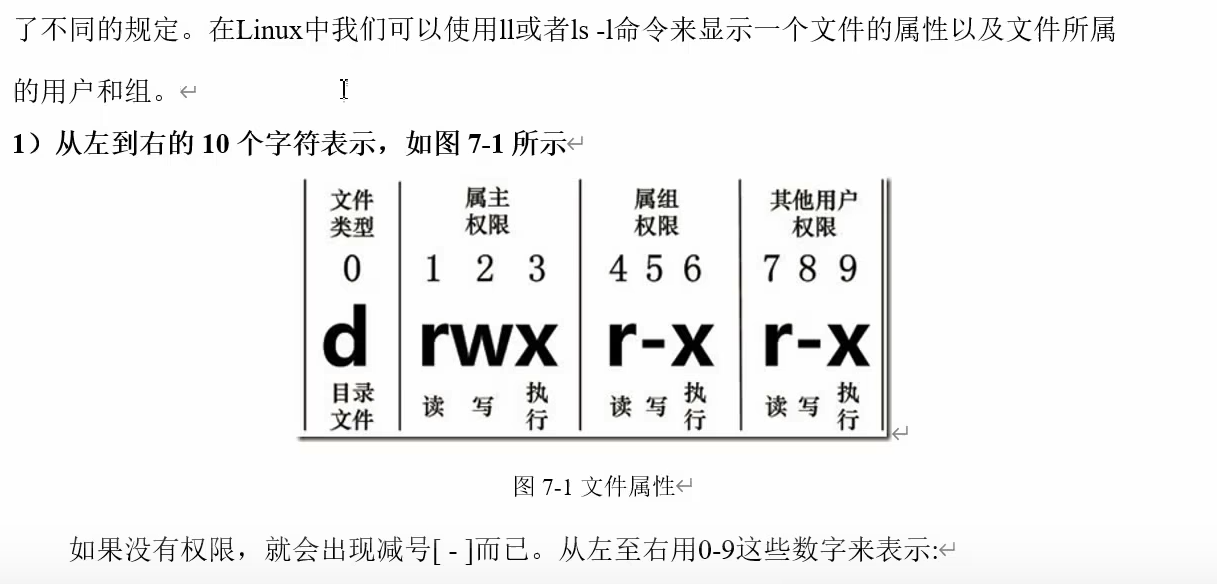 了不同的规定。在Linux中我们可以使用ll或者ls -l命令来显示一个文件的属性以及文件所属
的用户和组。
1）从左到右的 10 个字符表示，如图 7-1 所示
文件 属主 属组 其他用户
类型 权限 权限 权限
0 1 2 3 4 5 6 7 8 9
d rwx r-x r-x
目录 读 写 执 读 写 执 读 写 执
文件 行 行 行
图 7-1 文件属性
如果没有权限，就会出现减号[ - ]而已。从左至右用0-9这些数字来表示: